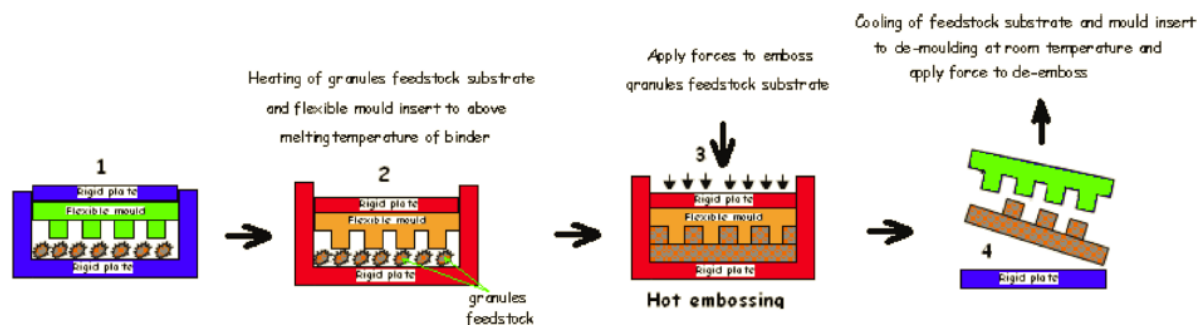 1
Rigid plate
Flexible mould
Rigid plate
Heating of granules feedstock substrate
and flexible mould insert to above
melting temperature of binder
2
Rigid plate
Flexible mould
Rigid plate
granules
feedstock
Apply forces to emboss
granules feedstock substrate
3
Rigid plate
Flexible mould
Rigid plate
Hot embossing
Cooling of feedstock substrate and mould insert
to de-moulding at room temperature and
apply force to de-emboss
4
Rigid plate